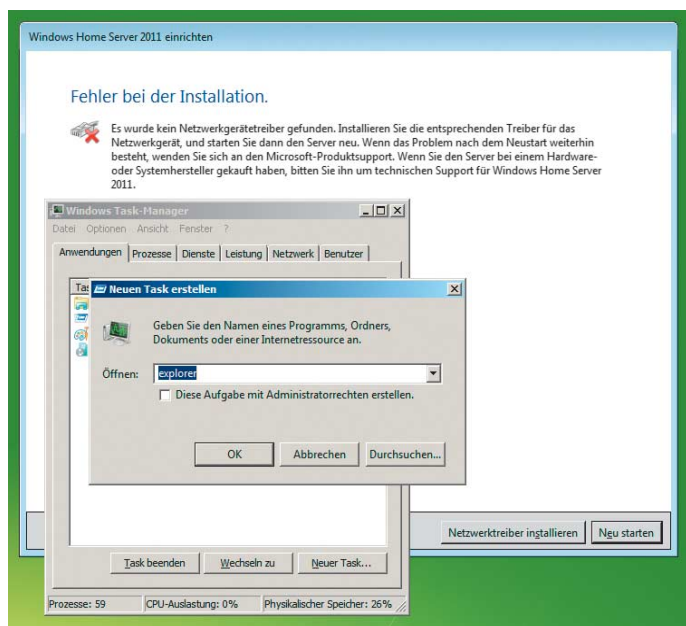 Windows Home Server 2011 einrichten
Fehler bei der Installation.
Es wurde kein Netzwerkgerätetreiber gefunden. Installieren Sie die entsprechenden Treiber für das
Netzwerkgerät, und starten Sie dann den Server neu. Wenn das Problem nach dem Neustart weiterhin
besteht, wenden Sie sich an den Microsoft-Produktsupport. Wenn Sie den Server bei einem Hardware-
oder Systemhersteller gekauft haben, bitten Sie ihn um technischen Support für Windows Home Server
2011.
Windows Task-Manager
Datei Optionen Ansicht Fenster ?
Anwendungen Prozesse Dienste Leistung Netzwerk Benutzer
Neuen Task erstellen
Geben Sie den Namen eines Programms, Ordners,
Dokuments oder einer Internetressource an.
Öffnen: explorer
Diese Aufgabe mit Administratorrechten erstellen.
OK Abbrechen Durchsuchen...
Netzwerktreiber installieren Neu starten
Task beenden Wechseln zu Neuer Task...
Prozesse: 59 CPU-Auslastung: 0% Physikalischer Speicher: 26%